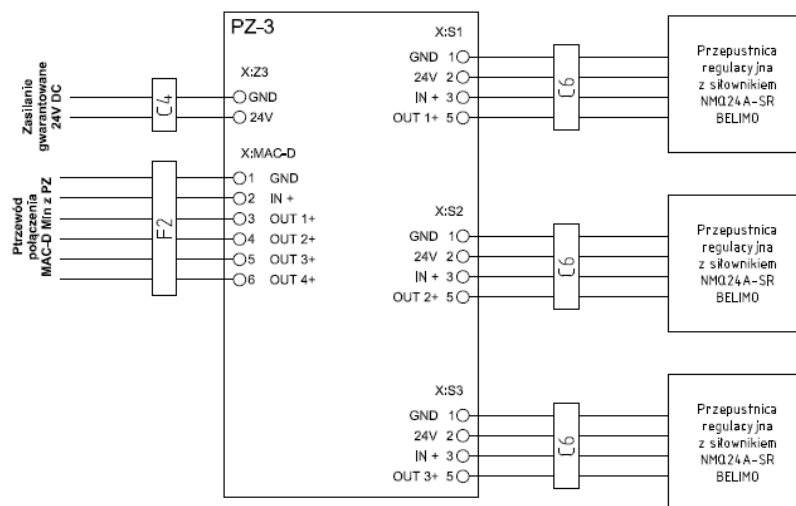 PZ-3
X:Z3
GND
24V
Zasilanie
gwarantowane
24V DC
C4
X:MAC-D
1 GND
2 IN +
3 OUT 1+
4 OUT 2+
5 OUT 3+
6 OUT 4+
Ptrzewód
połączenia
MAC-D MIn z PZ
F2
X:S1
GND 1
24V 2
IN + 3
OUT 1+ 5
C6
Przepustnica
regulacyjna
z siłownikiem
NMQ24A-SR
BELIMO
X:S2
GND 1
24V 2
IN + 3
OUT 2+ 5
C6
Przepustnica
regulacyjna
z siłownikiem
NMQ24A-SR
BELIMO
X:S3
GND 1
24V 2
IN + 3
OUT 3+ 5
C6
Przepustnica
regulacyjna
z siłownikiem
NMQ24A-SR
BELIMO